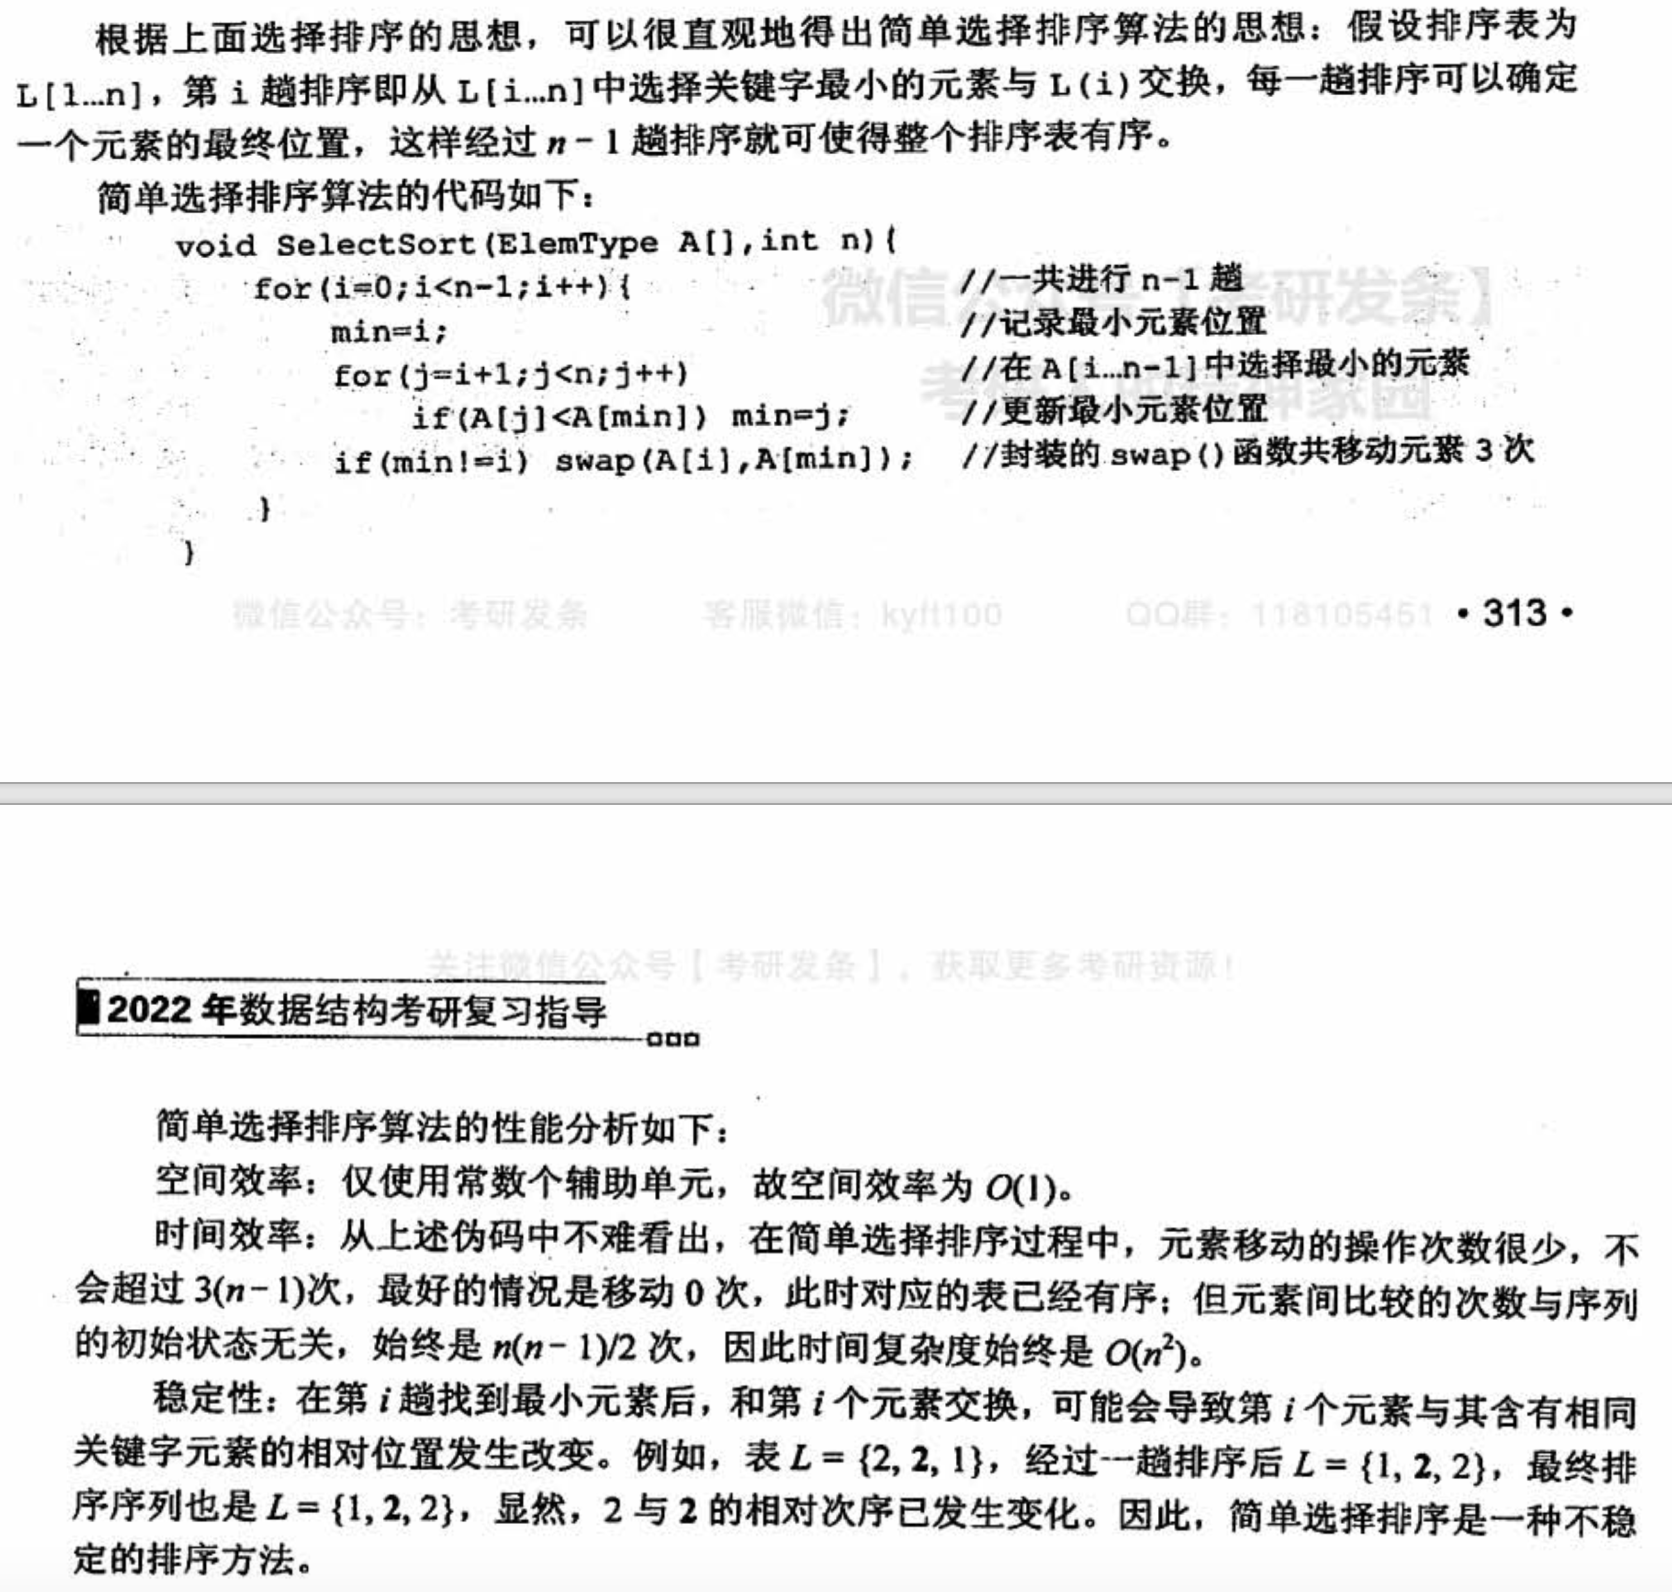 根据上面选择排序的思想，可以很直观地得出简单选择排序算法的思想：假设排序表为
L[1…n]，第 i 趟排序即从 L[i…n]中选择关键字最小的元素与 L(i)交换，每一趟排序可以确定
一个元素的最终位置，这样经过 n－1 趟排序就可使得整个排序表有序。
简单选择排序算法的代码如下：
void SelectSort(ElemType A[],int n){
for(i=0;i<n-1;i++){ //一共进行 n-1 趟
min=i; //记录最小元素位置
for(j=i+1;j<n;j++) //在 A[i…n-1]中选择最小的元素
if(A[j]<A[min]) min=j; //更新最小元素位置
if(min!=i) swap(A[i],A[min]); //封装的 swap()函数共移动元素 3 次
}
}
微信公众号：考研发条 客服微信：kyft100 QQ群：118105451 •313•
关注微信公众号【考研发条】，获取更多考研资源！
2022 年数据结构考研复习指导
简单选择排序算法的性能分析如下：
空间效率：仅使用常数个辅助单元，故空间效率为 O(1)。
时间效率：从上述伪码中不难看出，在简单选择排序过程中，元素移动的操作次数很少，不
会超过 3(n－1)次，最好的情况是移动 0 次，此时对应的表已经有序；但元素间比较的次数与序列
的初始状态无关，始终是 n(n－1)/2 次，因此时间复杂度始终是 O(n²)。
稳定性：在第 i 趟找到最小元素后，和第 i 个元素交换，可能会导致第 i 个元素与其含有相同
关键字元素的相对位置发生改变。例如，表 L = {2, 2, 1}，经过一趟排序后 L = {1, 2, 2}，最终排
序序列也是 L = {1, 2, 2}，显然，2 与 2 的相对次序已发生变化。因此，简单选择排序是一种不稳
定的排序方法。